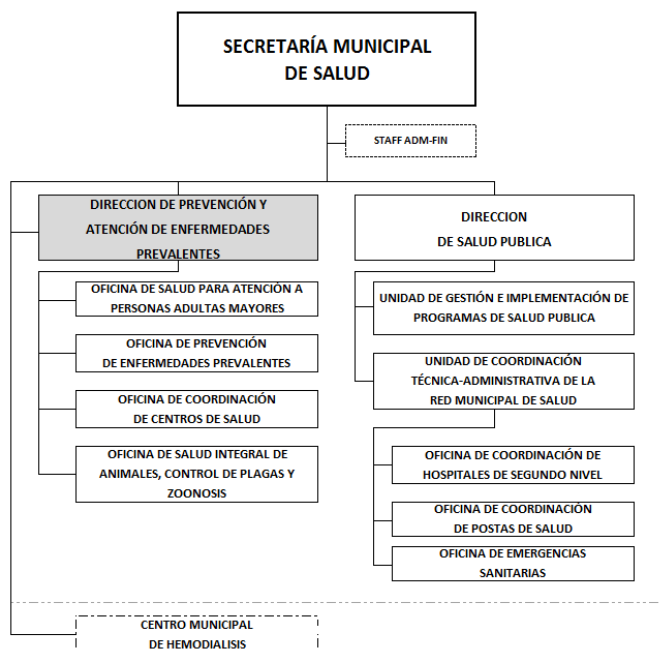 SECRETARÍA MUNICIPAL
DE SALUD
STAFF ADM-FIN
DIRECCION DE PREVENCIÓN Y
ATENCIÓN DE ENFERMEDADES
PREVALENTES
OFICINA DE SALUD PARA ATENCIÓN A
PERSONAS ADULTAS MAYORES
OFICINA DE PREVENCIÓN
DE ENFERMEDADES PREVALENTES
OFICINA DE COORDINACIÓN
DE CENTROS DE SALUD
OFICINA DE SALUD INTEGRAL DE
ANIMALES, CONTROL DE PLAGAS Y
ZOONOSIS
DIRECCION
DE SALUD PUBLICA
UNIDAD DE GESTIÓN E IMPLEMENTACIÓN DE
PROGRAMAS DE SALUD PUBLICA
UNIDAD DE COORDINACIÓN
TÉCNICA-ADMINISTRATIVA DE LA
RED MUNICIPAL DE SALUD
OFICINA DE COORDINACIÓN DE
HOSPITALES DE SEGUNDO NIVEL
OFICINA DE COORDINACIÓN
DE POSTAS DE SALUD
OFICINA DE EMERGENCIAS
SANITARIAS
CENTRO MUNICIPAL
DE HEMODIALISIS